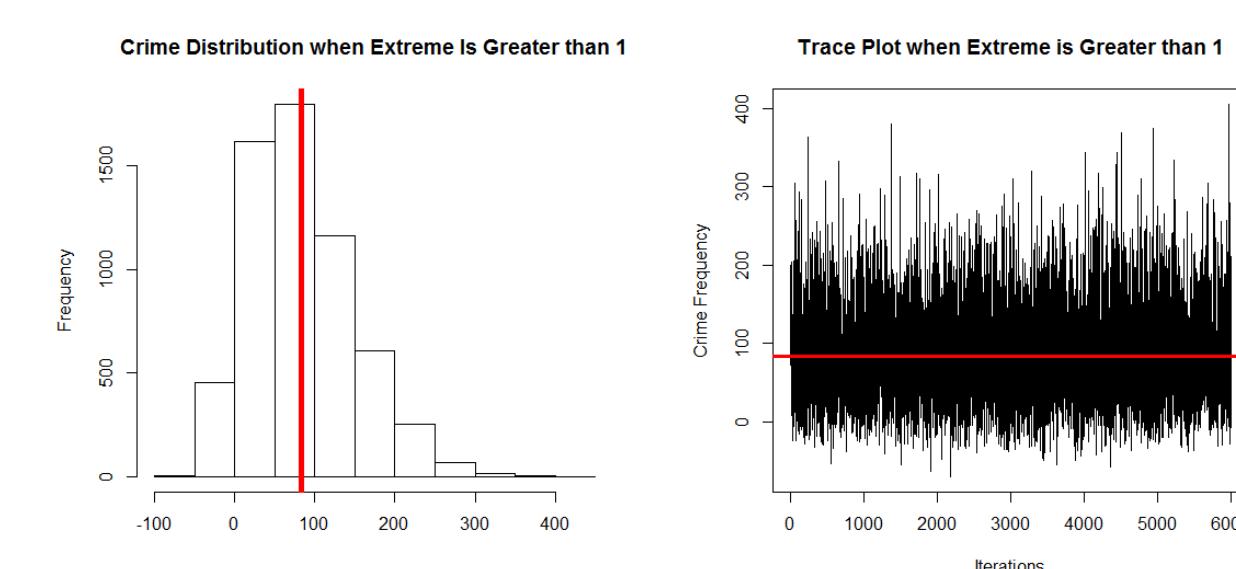 Crime Distribution when Extreme Is Greater than 1
Frequency
1500
1000
500
0
-100 0 100 200 300 400
Trace Plot when Extreme is Greater than 1
Crime Frequency
400
300
200
100
0
0 1000 2000 3000 4000 5000
Iterations